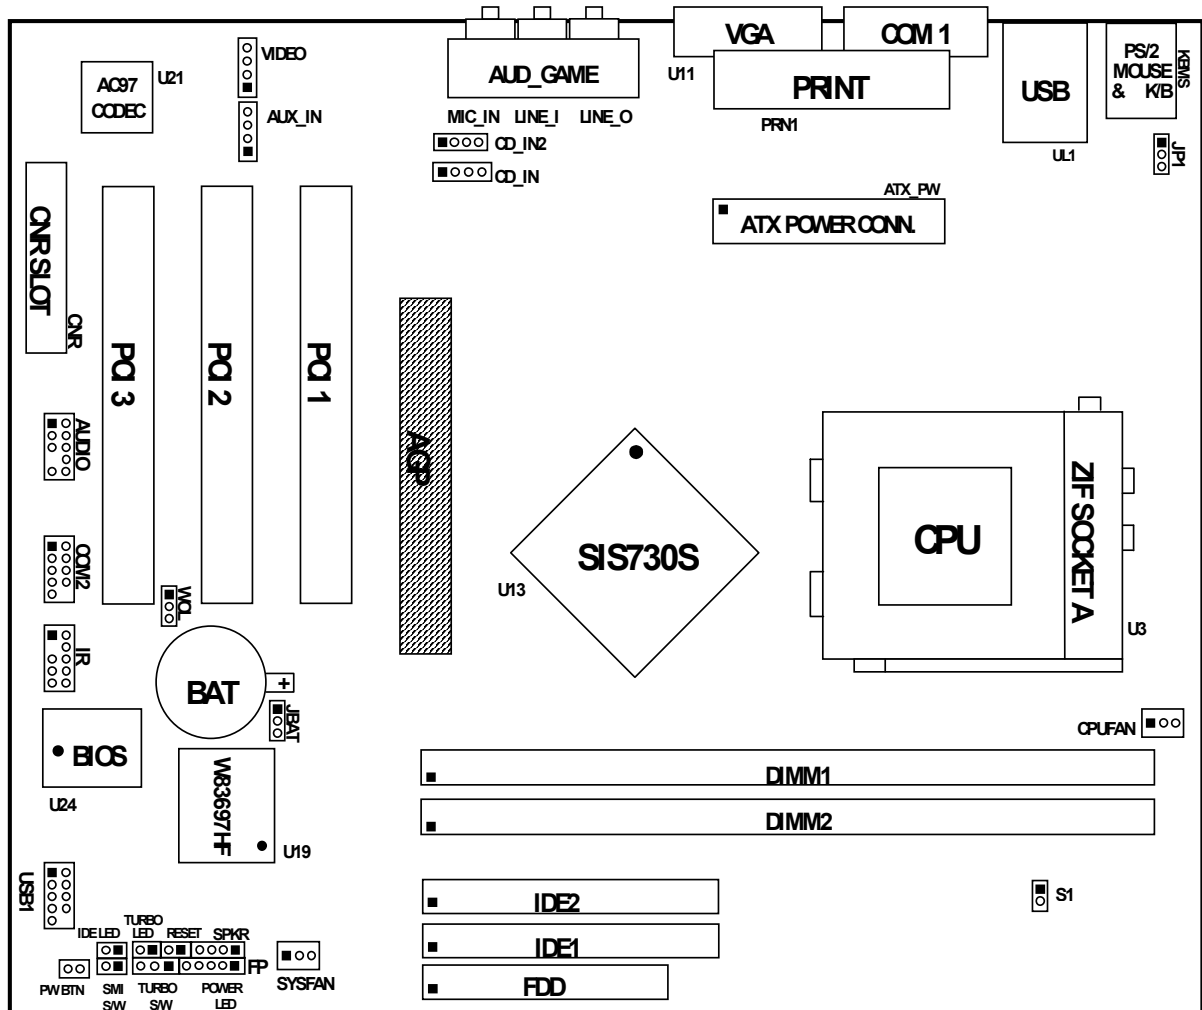 VIDEO
AC97
CODEC
U21
AUX_IN
AUD_GAME
MIC_IN LINE_I LINE_O
CD_IN2
CD_IN
VGA
COM 1
U11
PRINT
PRN1
USB
UL1
PS/2
MOUSE
& K/B
KBMS
JP1
ATX_PW
ATX POWER CONN.
CNR SLOT
CNR
PCI 3
PCI 2
PCI 1
AGP
AUDIO
COM2
WOL
IR
SIS730S
U13
CPU
ZIF SOCKET A
U3
BAT
+
JBAT
BIOS
U24
W83697HF
U19
CPUFAN
DIMM1
DIMM2
USB1
IDE2
IDE1
FDD
S1
IDE LED
TURBO
LED
RESET
SPKR
FP
SYSFAN
PW BTN
SMI
S/W
TURBO
S/W
POWER
LED